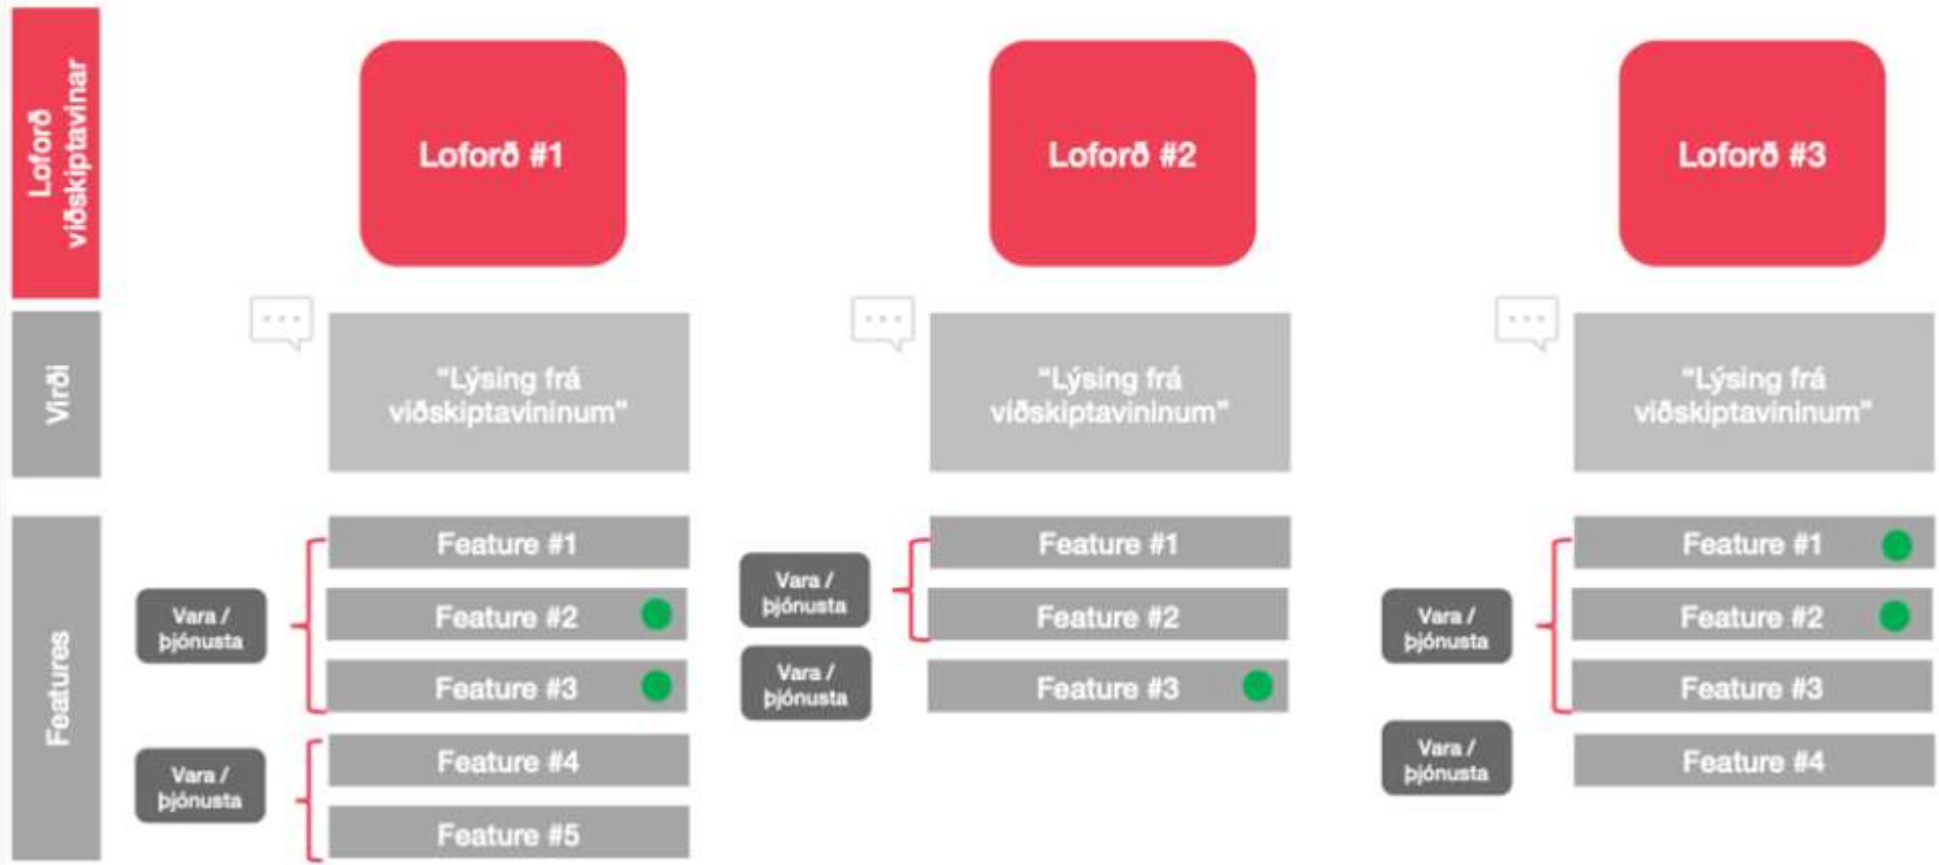 Loforð
viðskiptavinar
Loforð #1
Loforð #2
Loforð #3
Virði
“Lýsing frá
viðskiptavininum”
“Lýsing frá
viðskiptavininum”
“Lýsing frá
viðskiptavininum”
Features
Vara /
þjónusta
Feature #1
Feature #2
Feature #3
Vara /
þjónusta
Feature #4
Feature #5
Vara /
þjónusta
Feature #1
Feature #2
Vara /
þjónusta
Feature #3
Vara /
þjónusta
Feature #1
Feature #2
Feature #3
Vara /
þjónusta
Feature #4